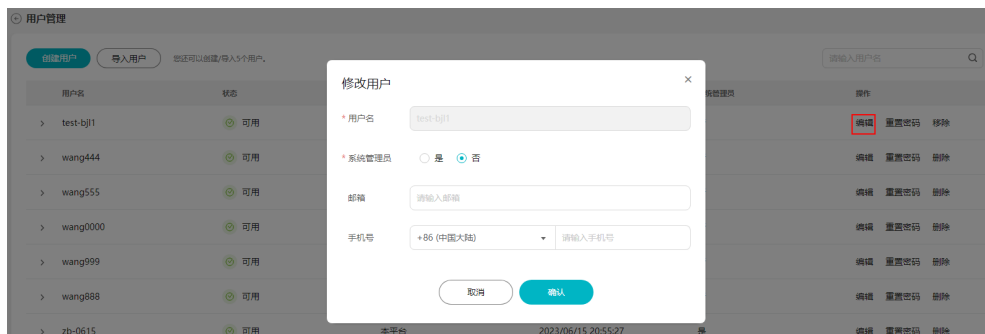 用户管理
创建用户 导入用户 您还可以创建/导入5个用户。 请输入用户名
用户名 状态 统管理员 操作
修改用户 ×
test-bjl1 可用 编辑 重置密码 移除
* 用户名 test-bjl1
wang444 可用 编辑 重置密码 删除
* 系统管理员 是 否
wang555 可用 编辑 重置密码 删除
邮箱 请输入邮箱
wang0000 可用 编辑 重置密码 删除
手机号 +86 (中国大陆) 请输入手机号
wang999 可用 编辑 重置密码 删除
取消 确认
wang888 可用 编辑 重置密码 删除
zb-0615 可用 本平台 2023/06/15 20:55:27 是 编辑 重置密码 删除